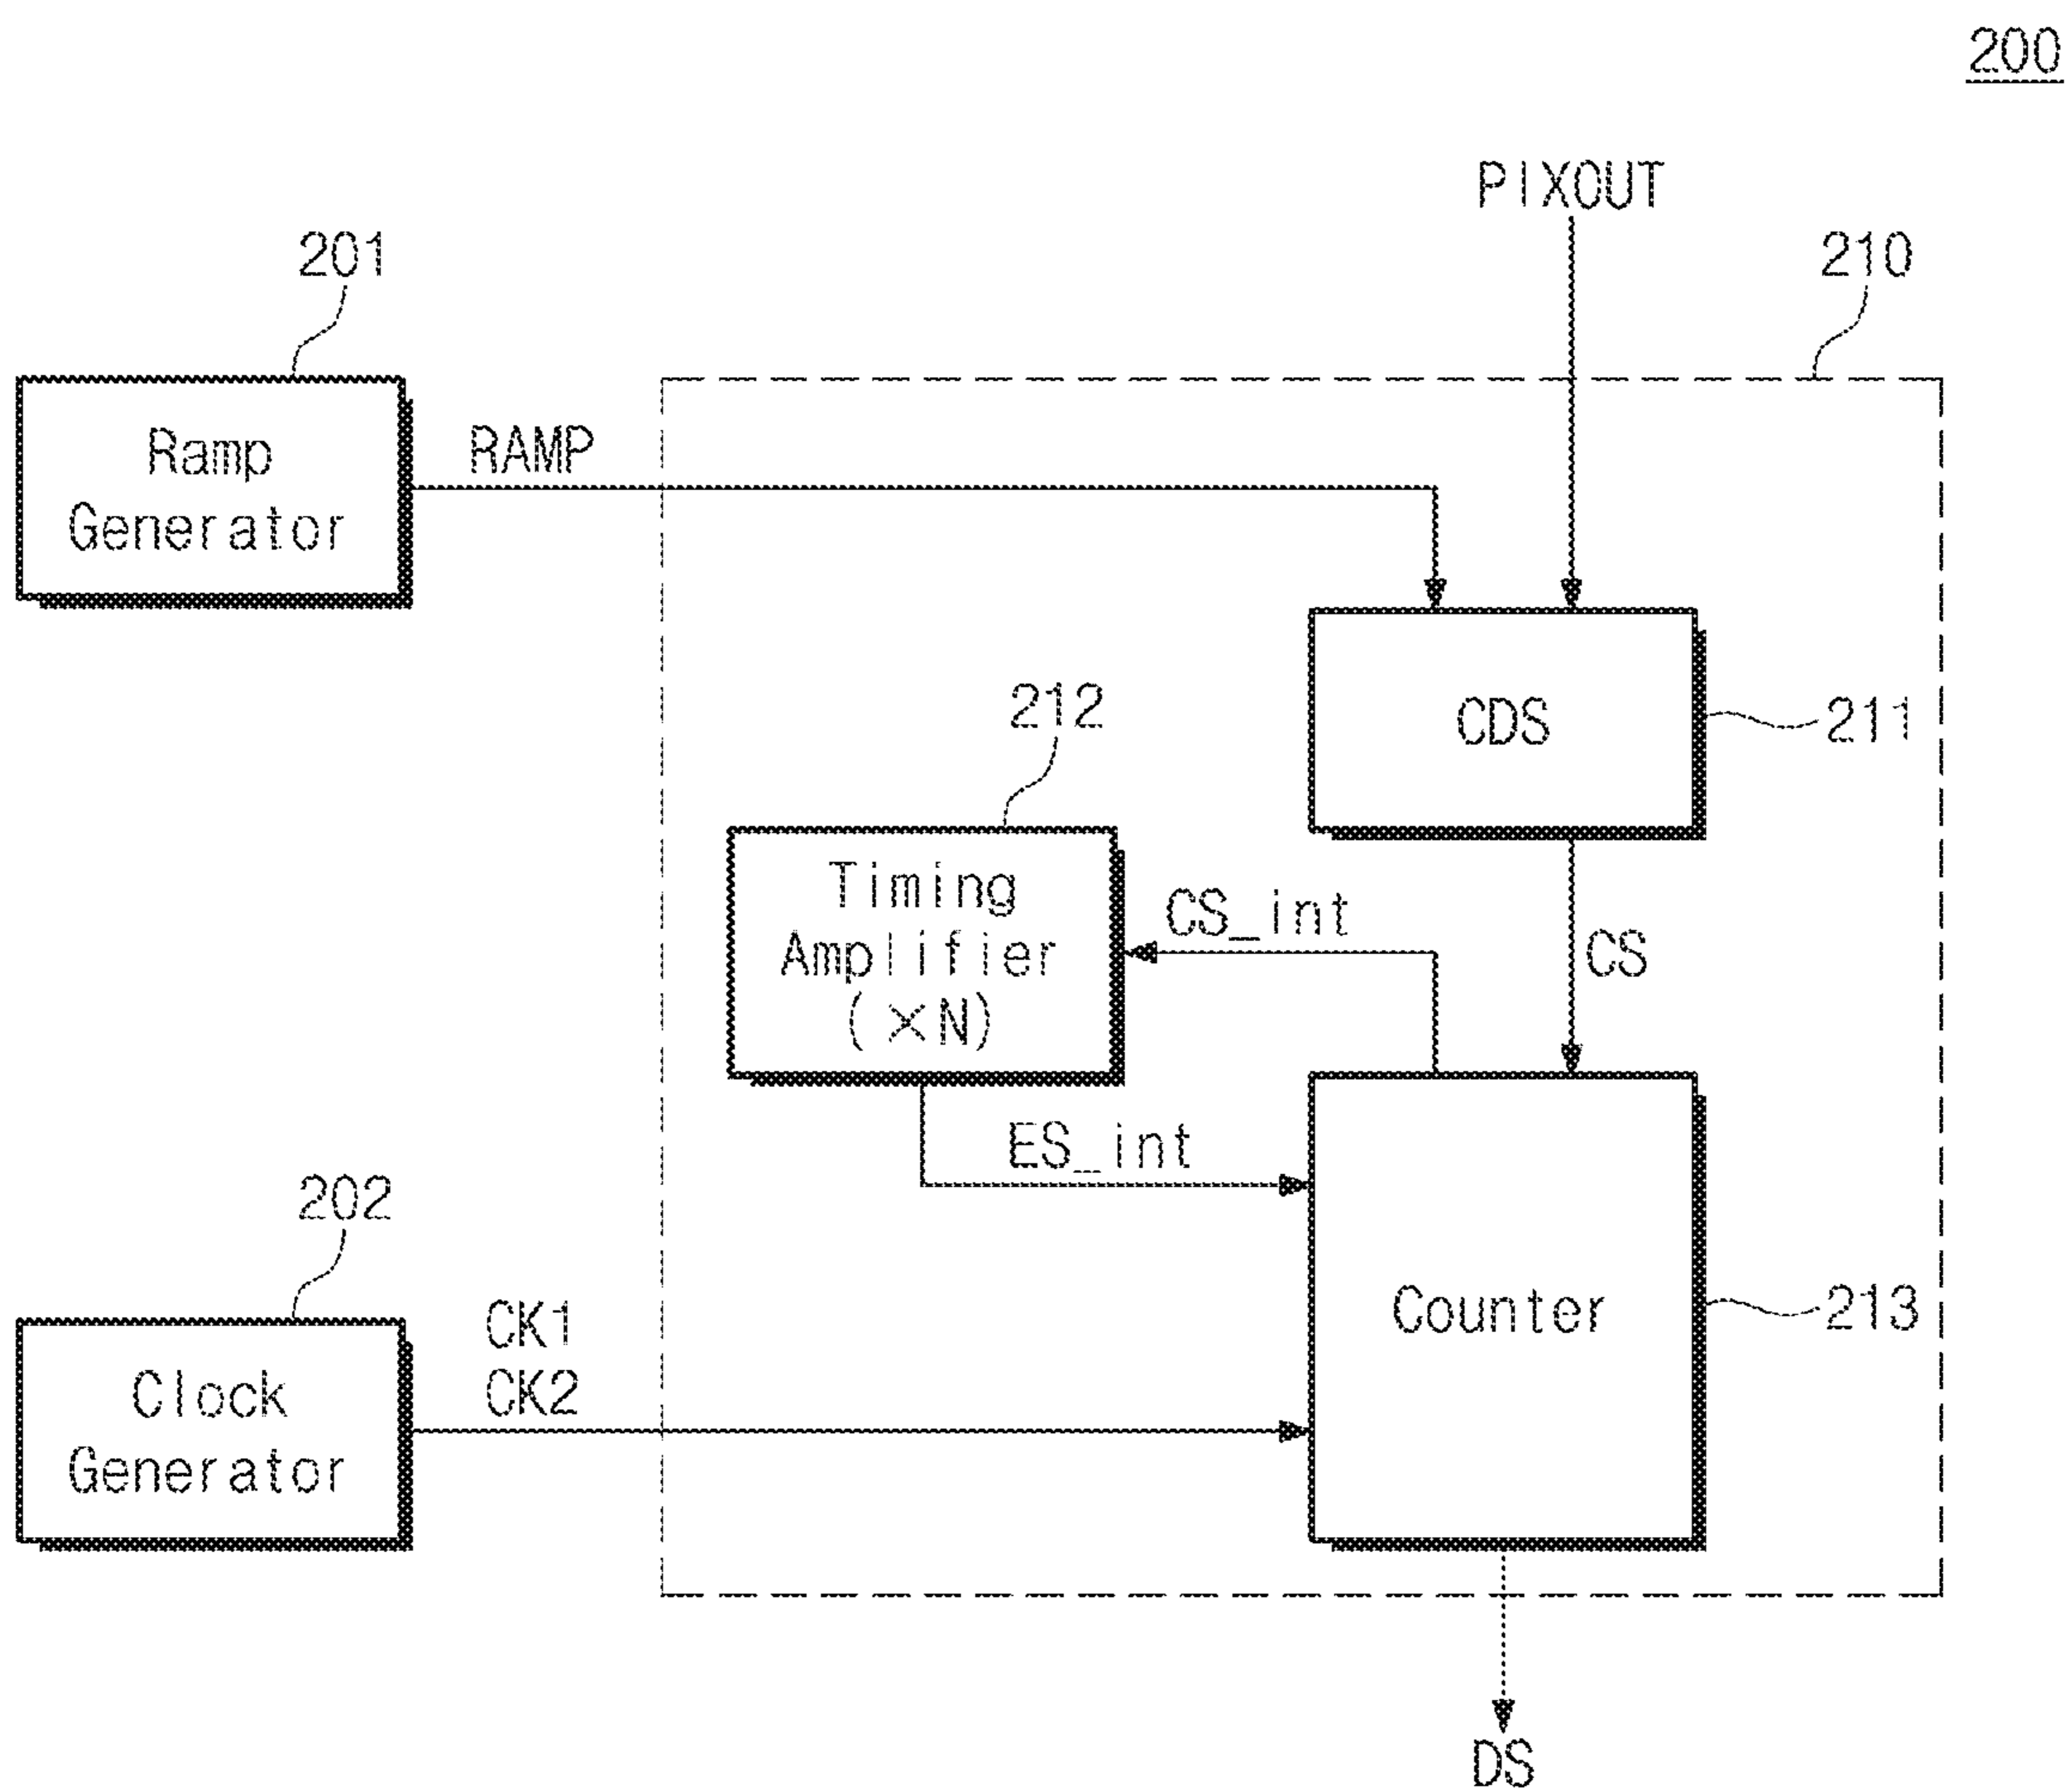 200
PIXOUT
201
210
Ramp
Generator
RAMP
212
CDS
211
Timing
Amplifier
(×N)
CS_int
CS
ES_int
202
Counter
213
CK1
CK2
Clock
Generator
DS